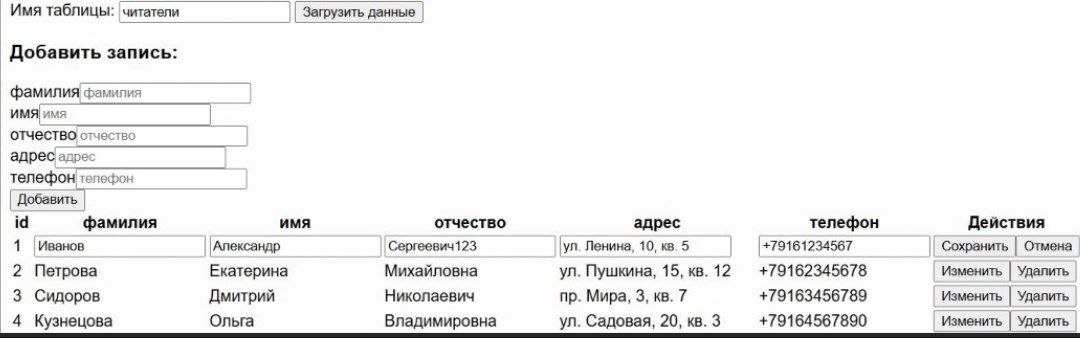 Имя таблицы: читатели Загрузить данные
Добавить запись:
фамилия фамилия
имя имя
отчество отчество
адрес адрес
телефон телефон
Добавить
id фамилия имя отчество адрес телефон Действия
1 Иванов Александр Сергеевич123 ул. Ленина, 10, кв. 5 +79161234567 Сохранить Отмена
2 Петрова Екатерина Михайловна ул. Пушкина, 15, кв. 12 +79162345678 Изменить Удалить
3 Сидоров Дмитрий Николаевич пр. Мира, 3, кв. 7 +79163456789 Изменить Удалить
4 Кузнецова Ольга Владимировна ул. Садовая, 20, кв. 3 +79164567890 Изменить Удалить